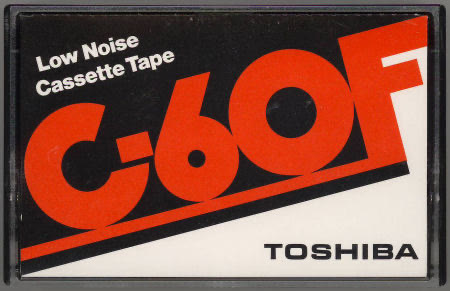 Low Noise
Cassette Tape
C-60F
TOSHIBA